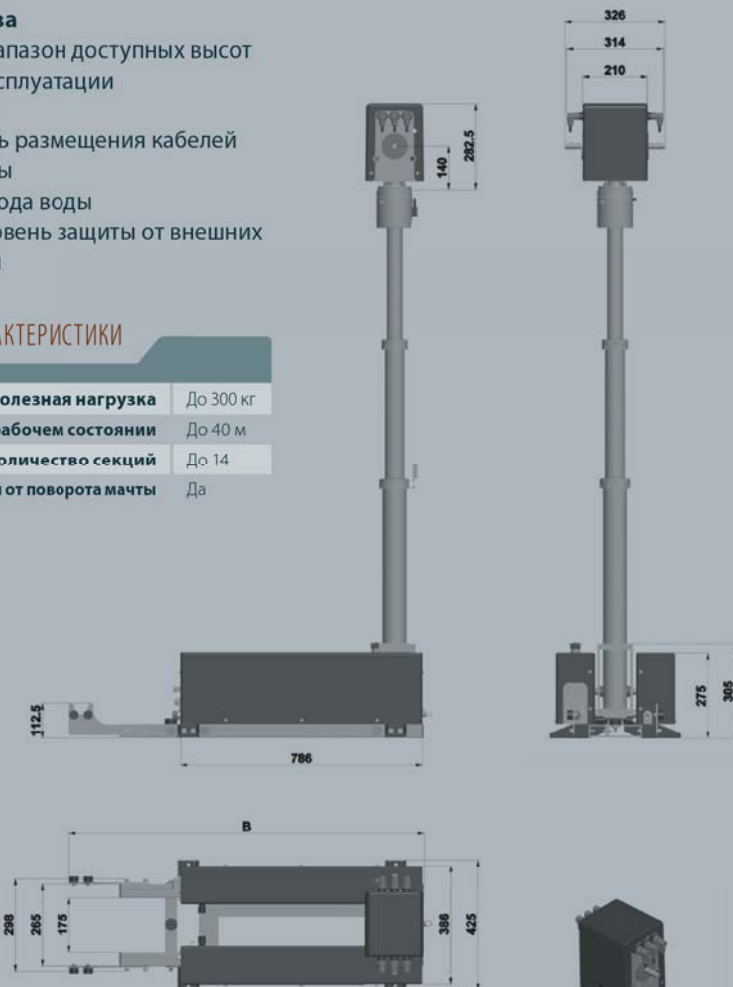 ва
апазон доступных высот
сплуатации
ь размещения кабелей
ы
ода воды
овень защиты от внешних
АКТЕРИСТИКИ
олезная нагрузка До 300 кг
рабочем состоянии До 40 м
оличество секций До 14
от поворота мачты Да
326
314
210
140
282.5
112.5
786
275
305
B
298
265
175
386
425